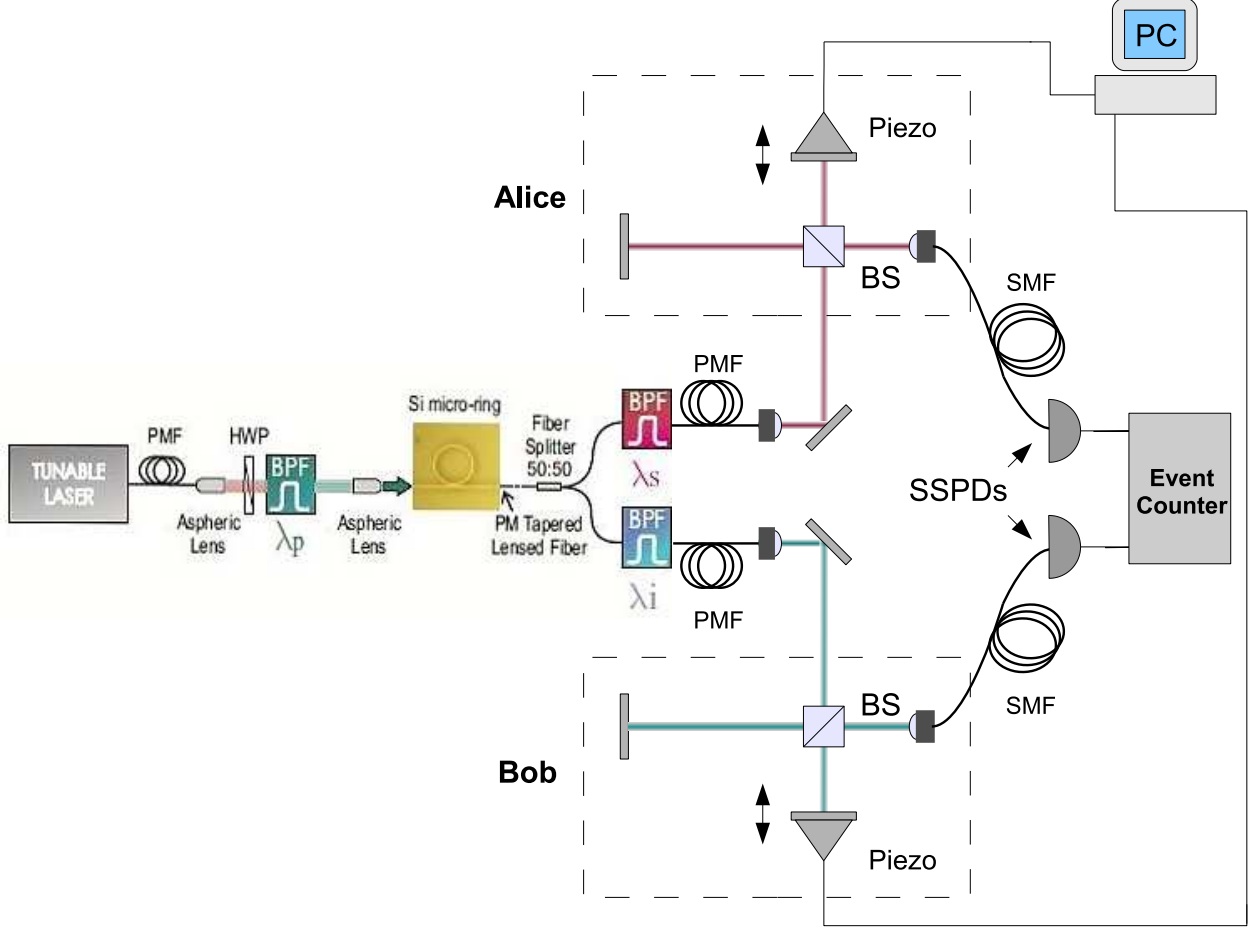 PC
Piezo
Alice
BS
SMF
PMF
Si micro-ring
BPF
λs
Fiber
Splitter
50:50
PMF
HWP
BPF
λp
TUNABLE
LASER
Aspheric
Lens
Aspheric
Lens
PM Tapered
Lensed Fiber
BPF
λi
PMF
SSPDs
Event
Counter
SMF
BS
Bob
Piezo